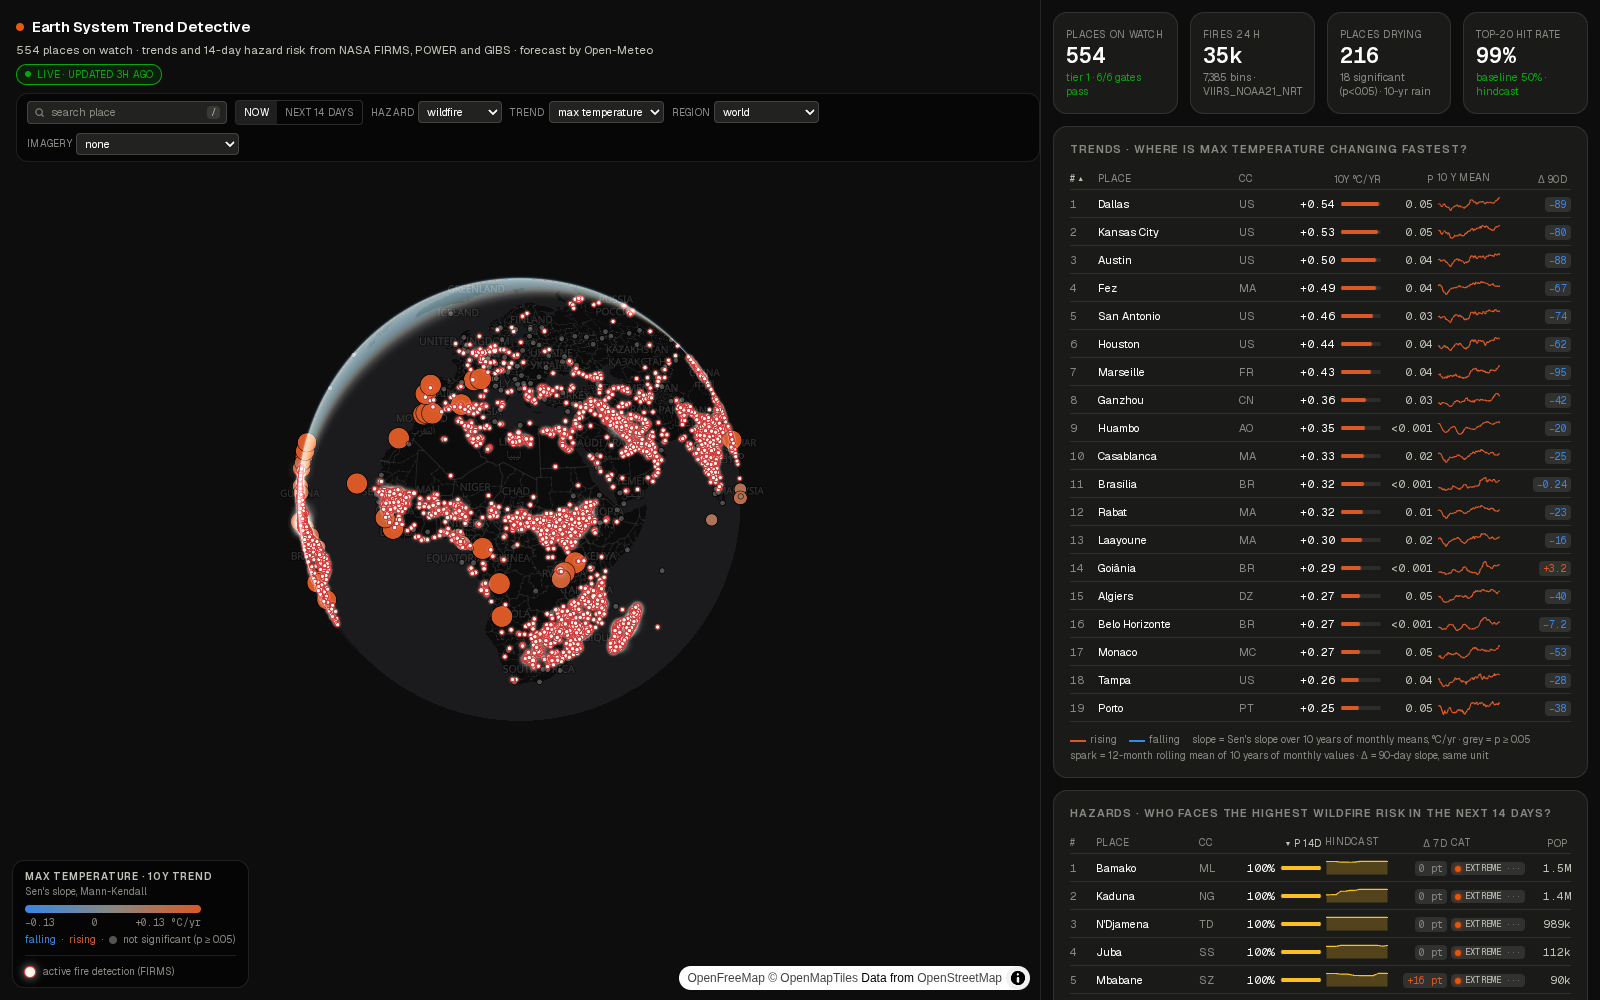 Earth System Trend Detective
554 places on watch · trends and 14-day hazard risk from NASA FIRMS, POWER and GIBS · forecast by Open-Meteo
LIVE · UPDATED 3H AGO
search place /
NOW NEXT 14 DAYS HAZARD wildfire TREND max temperature REGION world
IMAGERY none
GREENLAND
ICELAND
FINLAND
NIGER
CHAD
MAX TEMPERATURE · 10Y TREND
Sen's slope, Mann-Kendall
−0.13 0 +0.13 °C/yr
falling · rising · not significant (p ≥ 0.05)
active fire detection (FIRMS)
OpenFreeMap © OpenMapTiles Data from OpenStreetMap
PLACES ON WATCH
554
tier 1 · 6/6 gates
pass
FIRES 24 H
35k
7,385 bins ·
VIIRS_NOAA21_NRT
PLACES DRYING
216
18 significant
(p<0.05) · 10-yr rain
TOP-20 HIT RATE
99%
baseline 50% ·
hindcast
TRENDS · WHERE IS MAX TEMPERATURE CHANGING FASTEST?
# ▲ PLACE CC 10Y °C/YR P 10 Y MEAN Δ 90D
1 Dallas US +0.54 0.05 −89
2 Kansas City US +0.53 0.05 −80
3 Austin US +0.50 0.04 −88
4 Fez MA +0.49 0.04 −67
5 San Antonio US +0.46 0.03 −74
6 Houston US +0.44 0.04 −62
7 Marseille FR +0.43 0.04 −95
8 Ganzhou CN +0.36 0.03 −42
9 Huambo AO +0.35 <0.001 −20
10 Casablanca MA +0.33 0.02 −25
11 Brasília BR +0.32 <0.001 −0.24
12 Rabat MA +0.32 0.01 −23
13 Laayoune MA +0.30 0.02 −16
14 Goiânia BR +0.29 <0.001 +3.2
15 Algiers DZ +0.27 0.05 −40
16 Belo Horizonte BR +0.27 <0.001 −7.2
17 Monaco MC +0.27 0.05 −53
18 Tampa US +0.26 0.04 −28
19 Porto PT +0.25 0.05 −38
rising falling slope = Sen's slope over 10 years of monthly means, °C/yr · grey = p ≥ 0.05
spark = 12-month rolling mean of 10 years of monthly values · Δ = 90-day slope, same unit
HAZARDS · WHO FACES THE HIGHEST WILDFIRE RISK IN THE NEXT 14 DAYS?
# PLACE CC ▼ P 14D HINDCAST Δ 7D CAT POP
1 Bamako ML 100% 0 pt EXTREME ··· 1.5M
2 Kaduna NG 100% 0 pt EXTREME ··· 1.4M
3 N'Djamena TD 100% 0 pt EXTREME ··· 989k
4 Juba SS 100% 0 pt EXTREME ··· 112k
5 Mbabane SZ 100% +16 pt EXTREME ··· 90k